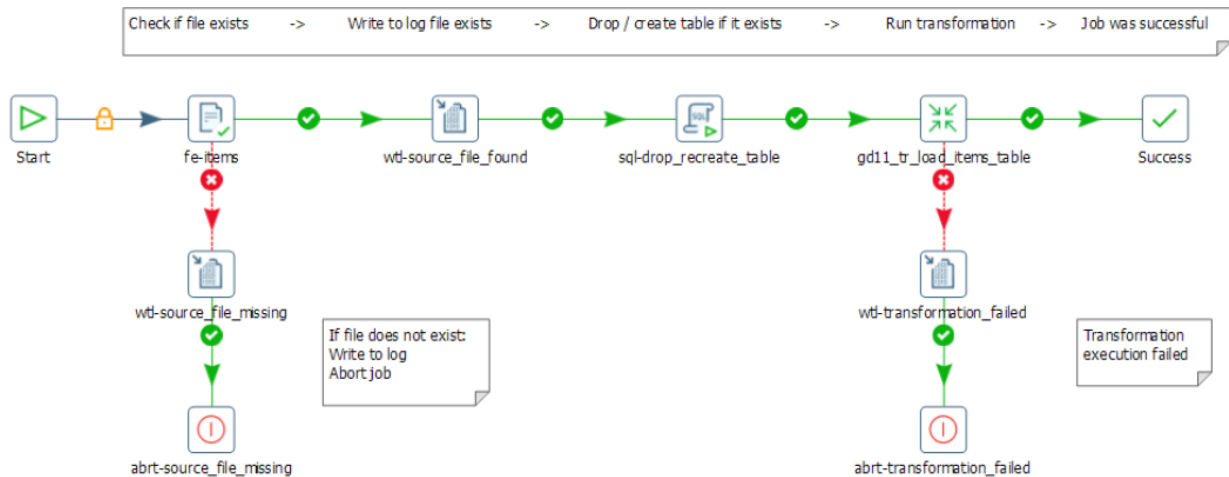 Check if file exists -> Write to log file exists -> Drop / create table if it exists -> Run transformation -> Job was successful
Start
fe-items
wtl-source_file_found
SQL
sql-drop_recreate_table
gd11_tr_load_items_table
Success
wtl-source_file_missing
wtl-transformation_failed
If file does not exist:
Write to log
Abort job
Transformation
execution failed
abrt-source_file_missing
abrt-transformation_failed